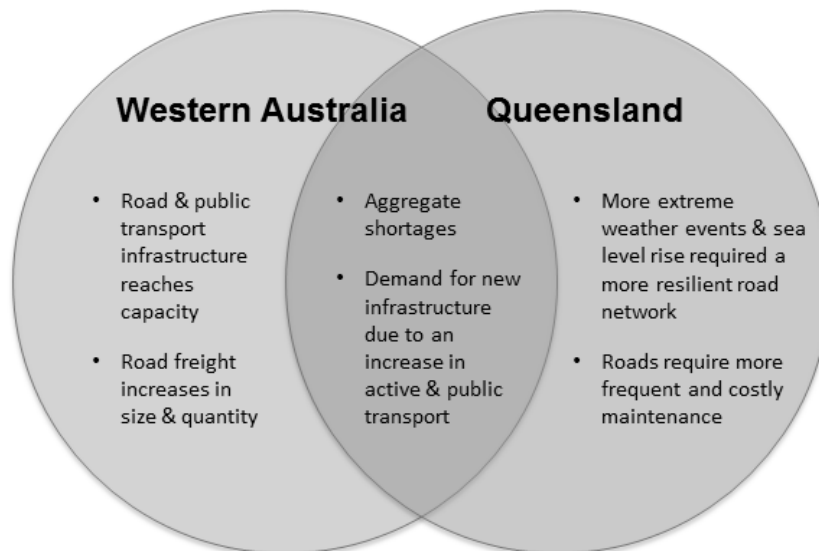 Western Australia
• Road & public
transport
infrastructure
reaches
capacity
• Road freight
increases in
size & quantity
• Aggregate
shortages
• Demand for new
infrastructure
due to an
increase in
active & public
transport
Queensland
• More extreme
weather events & sea
level rise required a
more resilient road
network
• Roads require more
frequent and costly
maintenance